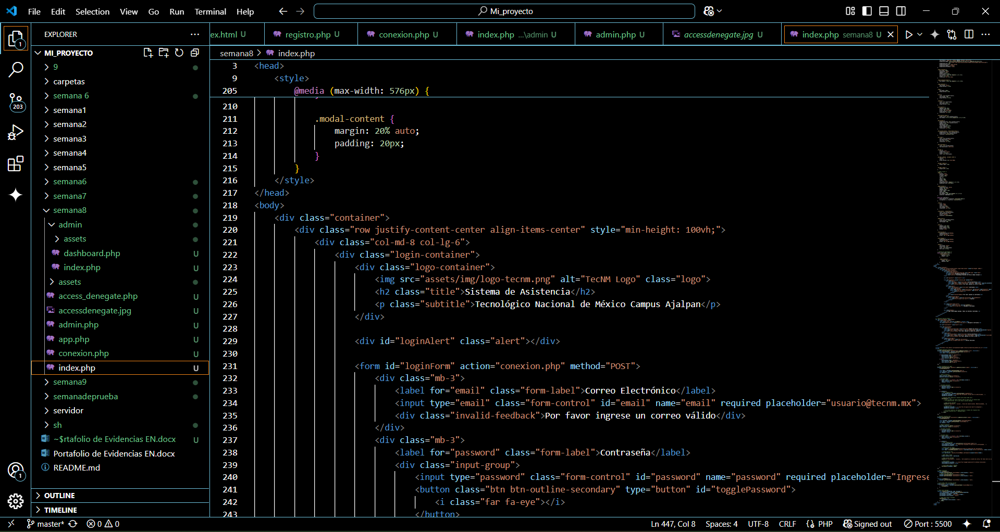 File Edit Selection View Go Run Terminal Help
Mi_proyecto
EXPLORER
ex.html U
registro.php U
conexion.php U
index.php ...\admin U
admin.php U
accessdenegate.jpg U
index.php semana8 U
MI_PROYECTO
9
carpetas
semana 6
semana1
semana2
semana3
semana4
semana5
semana6
semana7
semana8
admin
assets
dashboard.php U
index.php U
assets
access_denegate.php U
accessdenegate.jpg U
admin.php U
app.php U
conexion.php U
index.php U
semana9
semanadeprueba
servidor
sh
~$rtafolio de Evidencias EN.docx U
Portafolio de Evidencias EN.docx
README.md
OUTLINE
TIMELINE
1
203
1
semana8 > index.php
3 <head>
9 <style>
205 @media (max-width: 576px) {
210
211 .modal-content {
212 margin: 20% auto;
213 padding: 20px;
214 }
215 }
216 </style>
217 </head>
218 <body>
219 <div class="container">
220 <div class="row justify-content-center align-items-center" style="min-height: 100vh;">
221 <div class="col-md-8 col-lg-6">
222 <div class="login-container">
223 <div class="logo-container">
224 <img src="assets/img/logo-tecnm.png" alt="TecNM Logo" class="logo">
225 <h2 class="title">Sistema de Asistencia</h2>
226 <p class="subtitle">Tecnológico Nacional de México Campus Ajalpan</p>
227 </div>
228
229 <div id="loginAlert" class="alert"></div>
230
231 <form id="loginForm" action="conexion.php" method="POST">
232 <div class="mb-3">
233 <label for="email" class="form-label">Correo Electrónico</label>
234 <input type="email" class="form-control" id="email" name="email" required placeholder="usuario@tecnm.mx">
235 <div class="invalid-feedback">Por favor ingrese un correo válido</div>
236 </div>
237 <div class="mb-3">
238 <label for="password" class="form-label">Contraseña</label>
239 <div class="input-group">
240 <input type="password" class="form-control" id="password" name="password" required placeholder="Ingrese
241 <button class="btn btn-outline-secondary" type="button" id="togglePassword">
242 <i class="far fa-eye"></i>
243 </button>
master* 0 0
Ln 447, Col 8 Spaces: 4 UTF-8 CRLF PHP Signed out Port : 5500